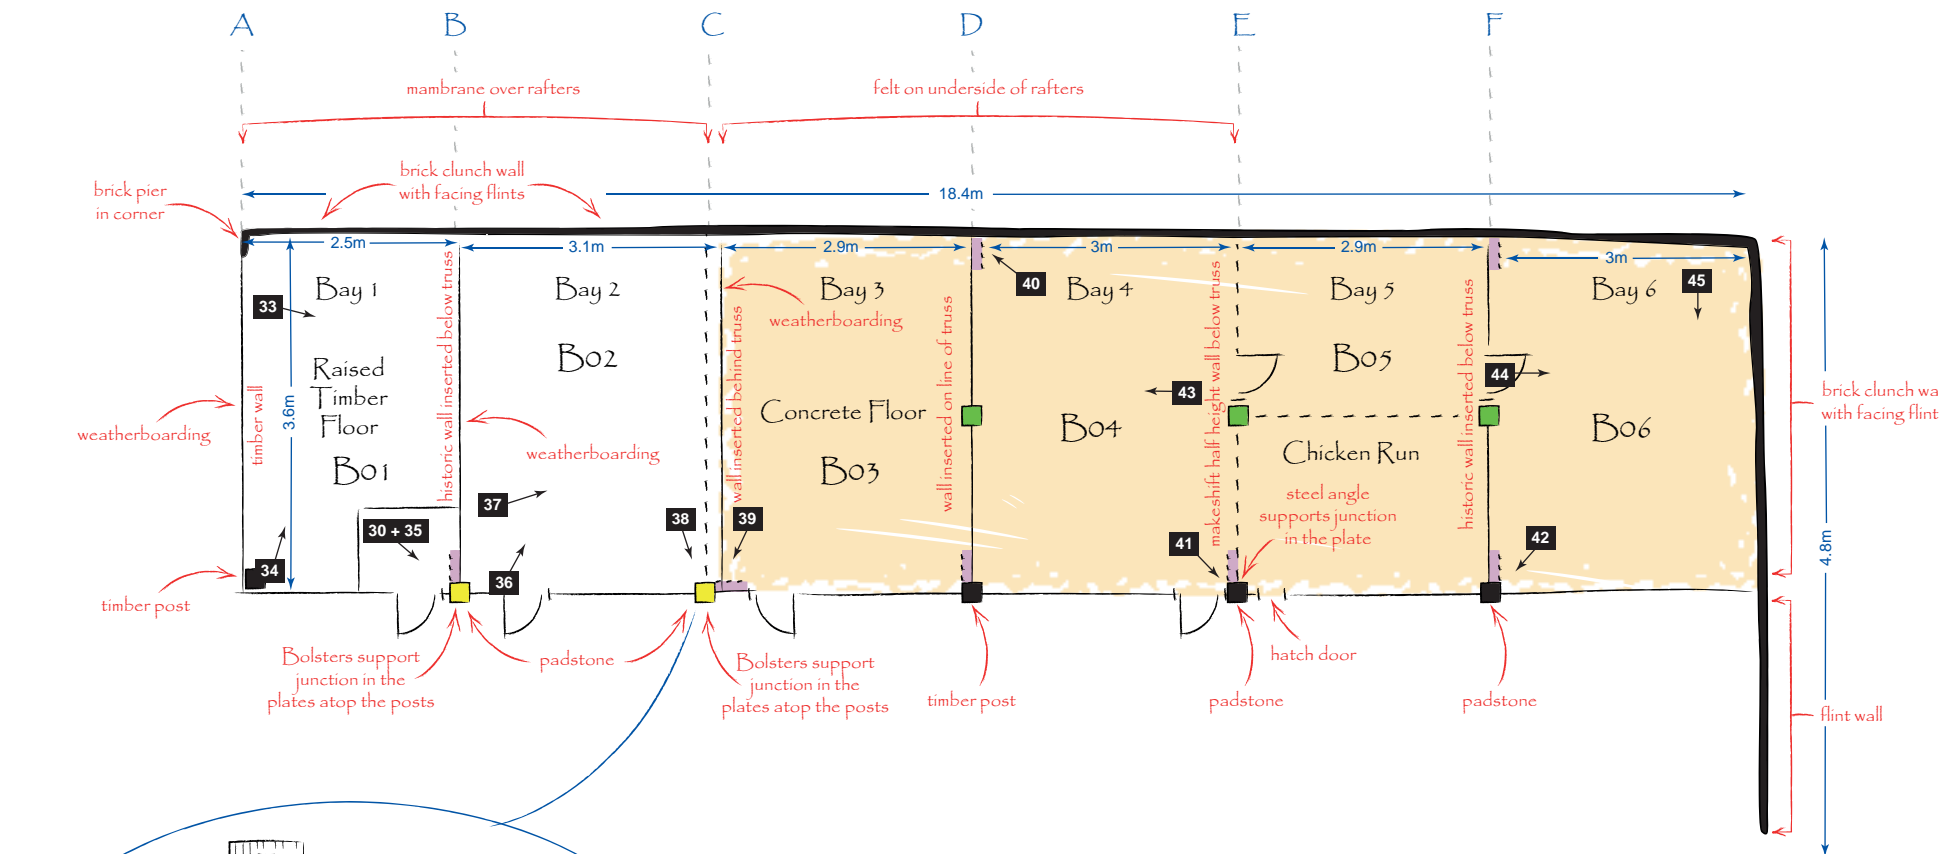 A B C D E F
mambrane over rafters
felt on underside of rafters
brick clunch wall
with facing flints
brick pier
in corner
18.4m
2.5m
3.1m
2.9m
3m
2.9m
3m
33
Bay 1
Bay 2
Bay 3
40
Bay 4
Bay 5
Bay 6
45
weatherboarding
B02
B05
Raised
Timber
Floor
B01
3.6m
timber wall
weatherboarding
historic wall inserted below truss
weatherboarding
wall inserted behind truss
Concrete Floor
B03
wall inserted on line of truss
43
B04
makeshift half height wall below truss
44
historic wall inserted below truss
B06
Chicken Run
steel angle
supports junction
in the plate
brick clunch wa
with facing flint
37
30 + 35
38
39
41
42
34
36
4.8m
timber post
Bolsters support
junction in the
plates atop the posts
padstone
Bolsters support
junction in the
plates atop the posts
timber post
padstone
hatch door
padstone
flint wall